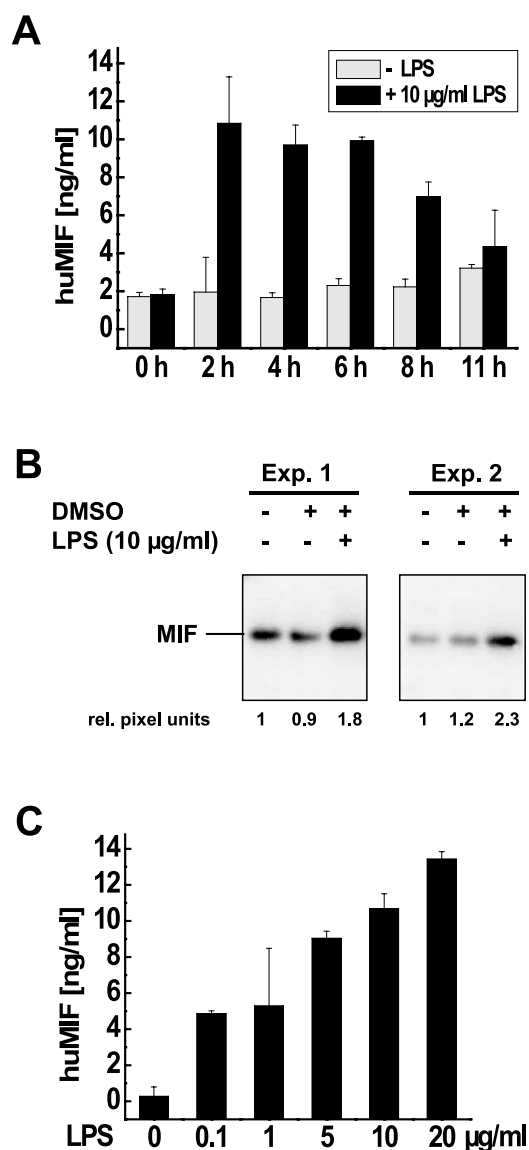 A
huMIF [ng/ml]
14
12
10
8
6
4
2
0
- LPS
+ 10 µg/ml LPS
0 h 2 h 4 h 6 h 8 h 11 h
B
Exp. 1 Exp. 2
DMSO - + + - + +
LPS (10 µg/ml) - - + - - +
MIF
rel. pixel units 1 0.9 1.8 1 1.2 2.3
C
huMIF [ng/ml]
14
12
10
8
6
4
2
0
LPS 0 0.1 1 5 10 20 µg/ml